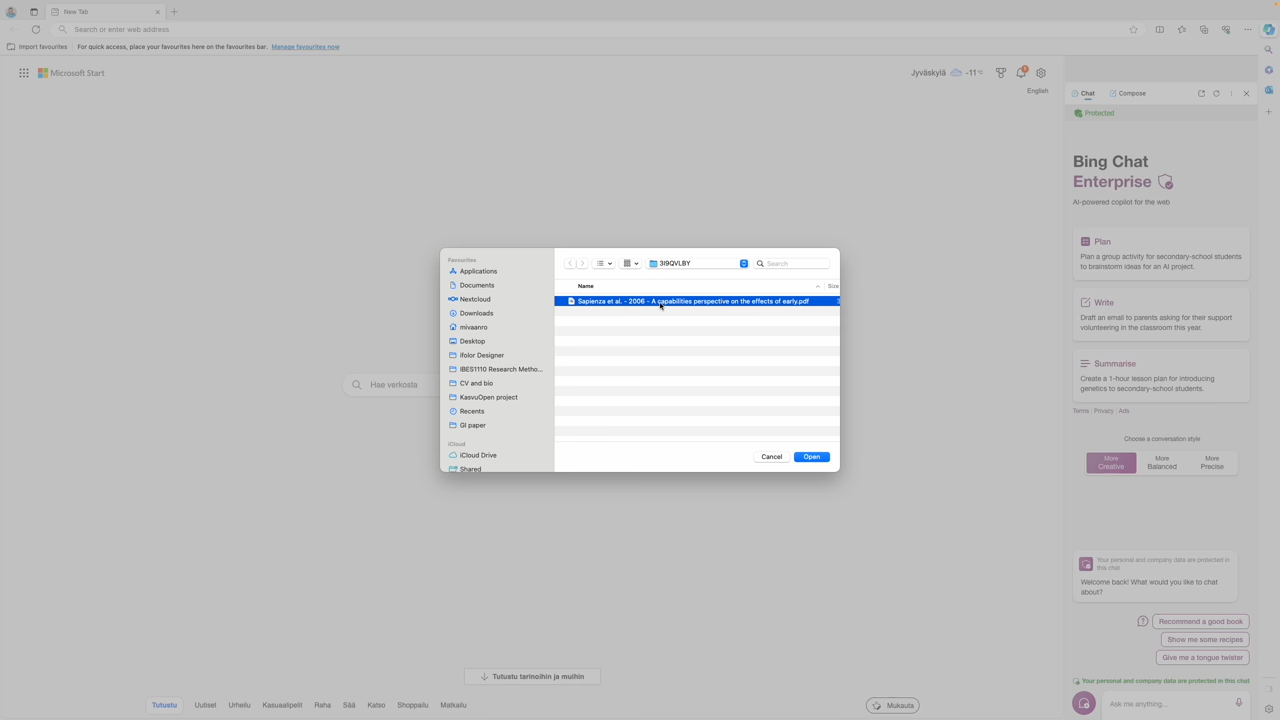 New Tab
Search or enter web address
Import favourites
For quick access, place your favourites here on the favourites bar. Manage favourites now
Microsoft Start
Jyväskylä -11 °C
English
Hae verkosta
Tutustu tarinoihin ja muihin
Tutustu Uutiset Urheilu Kasuaalipelit Raha Sää Katso Shoppailu Matkailu
Mukauta
Favourites
Applications
Documents
Nextcloud
Downloads
mivaanro
Desktop
ifolor Designer
IBES1110 Research Metho...
CV and bio
KasvuOpen project
Recents
GI paper
iCloud
iCloud Drive
Shared
3I9QVLBY
Search
Name Size
Sapienza et al. - 2006 - A capabilities perspective on the effects of early.pdf
Cancel Open
Chat Compose
Protected
Bing Chat
Enterprise
AI-powered copilot for the web
Plan
Plan a group activity for secondary-school students
to brainstorm ideas for an AI project.
Write
Draft an email to parents asking for their support
volunteering in the classroom this year.
Summarise
Create a 1-hour lesson plan for introducing
genetics to secondary-school students.
Terms Privacy Ads
Choose a conversation style
More Creative More Balanced More Precise
Your personal and company data are protected in
this chat
Welcome back! What would you like to chat
about?
Recommend a good book
Show me some recipes
Give me a tongue twister
Your personal and company data are protected in this chat
Ask me anything...